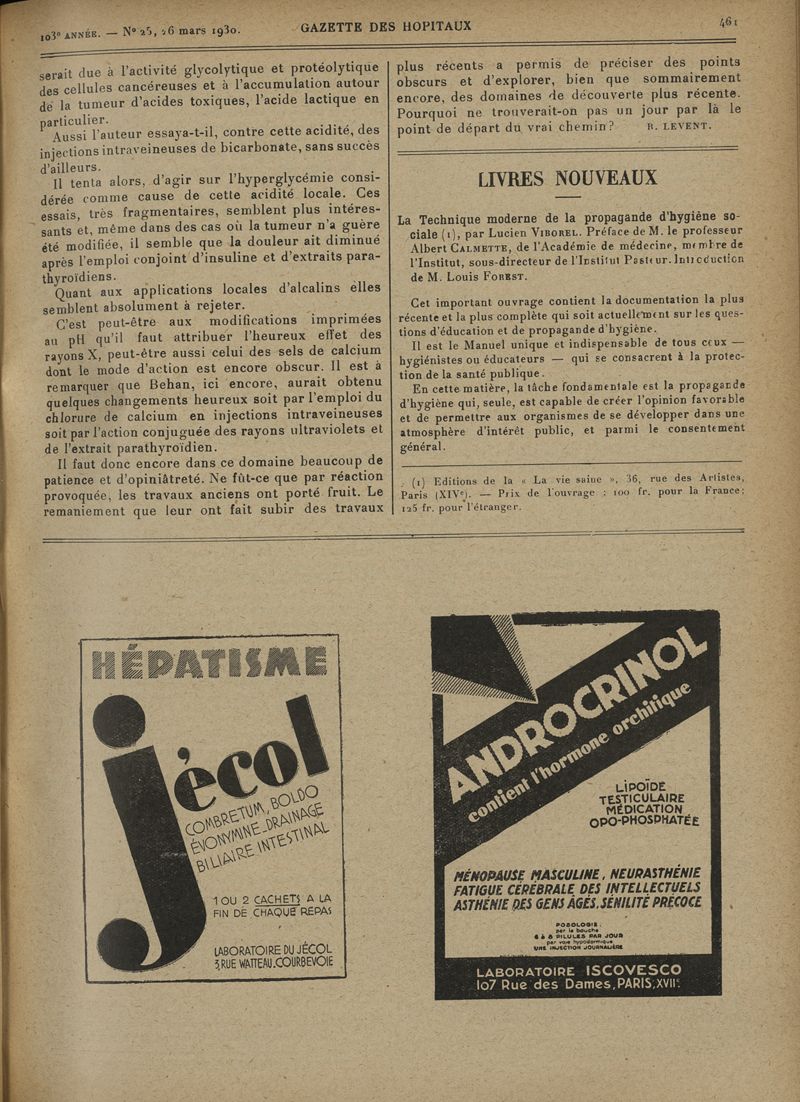 103e ANNÉE. — No 25, 26 mars 1930.
GAZETTE DES HOPITAUX
461
serait due à l'activité glycolytique et protéolytique
des cellules cancéreuses et à l'accumulation autour
de la tumeur d'acides toxiques, l'acide lactique en
particulier.
Aussi l'auteur essaya-t-il, contre cette acidité, des
injections intraveineuses de bicarbonate, sans succès
d'ailleurs.
Il tenta alors, d'agir sur l'hyperglycémie consi-
dérée comme cause de cette acidité locale. Ces
essais, très fragmentaires, semblent plus intéres-
sants et, même dans des cas où la tumeur n'a guère
été modifiée, il semble que la douleur ait diminué
après l'emploi conjoint d'insuline et d'extraits para-
thyroïdiens.
Quant aux applications locales d'alcalins elles
semblent absolument à rejeter.
C'est peut-être aux modifications imprimées
au pH qu'il faut attribuer l'heureux effet des
rayons X, peut-être aussi celui des sels de calcium
dont le mode d'action est encore obscur. Il est à
remarquer que Behan, ici encore, aurait obtenu
quelques changements heureux soit par l'emploi du
chlorure de calcium en injections intraveineuses
soit par l'action conjuguée des rayons ultraviolets et
de l'extrait parathyroïdien.
Il faut donc encore dans ce domaine beaucoup de
patience et d'opiniâtreté. Ne fût-ce que par réaction
provoquée, les travaux anciens ont porté fruit. Le
remaniement que leur ont fait subir des travaux
plus récents a permis de préciser des points
obscurs et d'explorer, bien que sommairement
encore, des domaines de découverte plus récente.
Pourquoi ne trouverait-on pas un jour par là le
point de départ du vrai chemin? R. LEVENT.
LIVRES NOUVEAUX
La Technique moderne de la propagande d'hygiène so-
ciale (1), par Lucien VIBOREL. Préface de M. le professeur
Albert CALMETTE, de l'Académie de médecine, membre de
l'Institut, sous-directeur de l'Institut Pasteur. Introduction
de M. Louis FOREST.
Cet important ouvrage contient la documentation la plus
récente et la plus complète qui soit actuellement sur les ques-
tions d'éducation et de propagande d'hygiène.
Il est le Manuel unique et indispensable de tous ceux —
hygiénistes ou éducateurs — qui se consacrent à la protec-
tion de la santé publique.
En cette matière, la tâche fondamentale est la propagande
d'hygiène qui, seule, est capable de créer l'opinion favorable
et de permettre aux organismes de se développer dans une
atmosphère d'intérêt public, et parmi le consentement
général.
(1) Editions de la « La vie saine », 36, rue des Artistes,
Paris (XIVe). — Prix de l'ouvrage : 100 fr. pour la France;
125 fr. pour l'étranger.
HÉPATISME
jécol
COMBRETUM, BOLDO
ÉVONYMINE-DRAINAGE
BILIAIRE INTESTINAL
1 OU 2 CACHETS A LA
FIN DE CHAQUE REPAS
LABORATOIRE DU JÉCOL
3, RUE WATTEAU.COURBEVOIE
ANDROCRINOL
contient l'hormone orchitique
LIPOÏDE
TESTICULAIRE
MÉDICATION
OPO-PHOSPHATÉE
MÉNOPAUSE MASCULINE, NEURASTHÉNIE
FATIGUE CÉRÉBRALE DES INTELLECTUELS
ASTHÉNIE DES GENS ÂGÉS. SÉNILITÉ PRÉCOCE
POSOLOGIE.
par la bouche
6 à 8 PILULES PAR JOUR
par voie hypodermique
UNE INJECTION JOURNALIÈRE
LABORATOIRE ISCOVESCO
107 Rue des Dames, PARIS, XVIIe